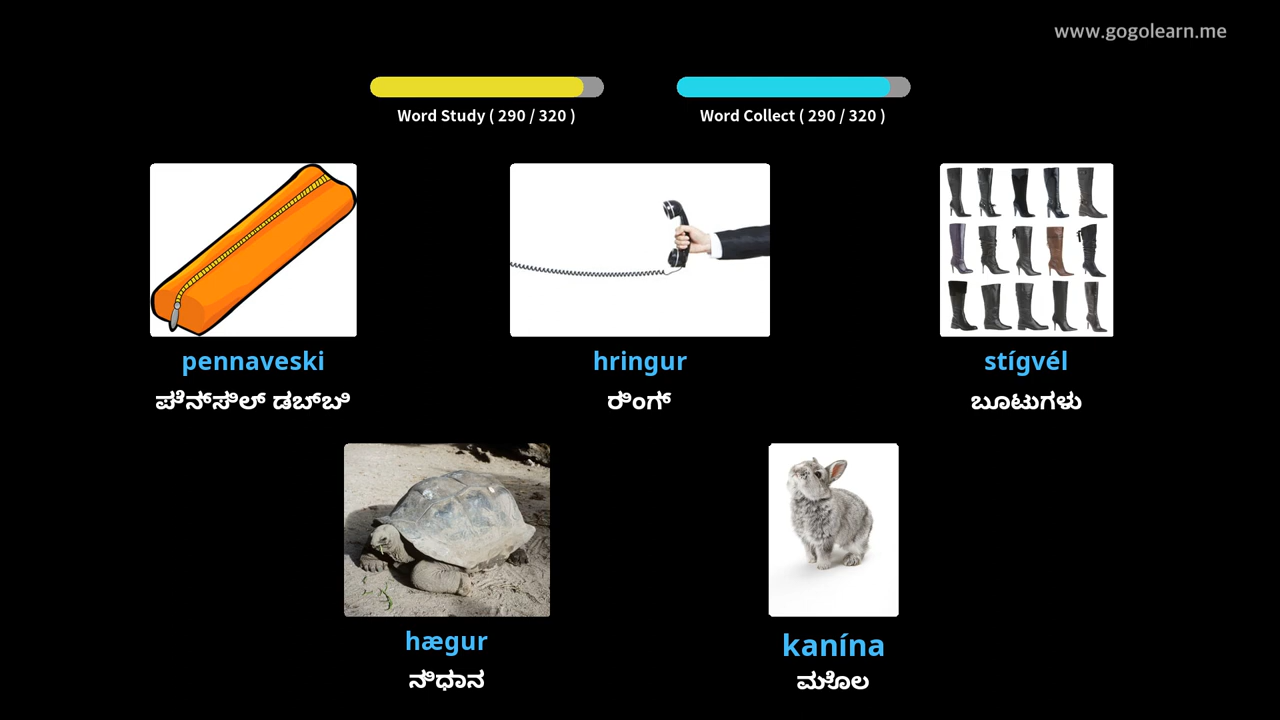 www.gogolearn.me
Word Study ( 290 / 320 )
Word Collect ( 290 / 320 )
pennaveski
hringur
stígvél
ಪೆನ್ಸಿಲ್ ಡಬ್ಬಿ
ರಿಂಗ್
ಬೂಟುಗಳು
hægur
kanína
ನಿಧಾನ
ಮೊಲ